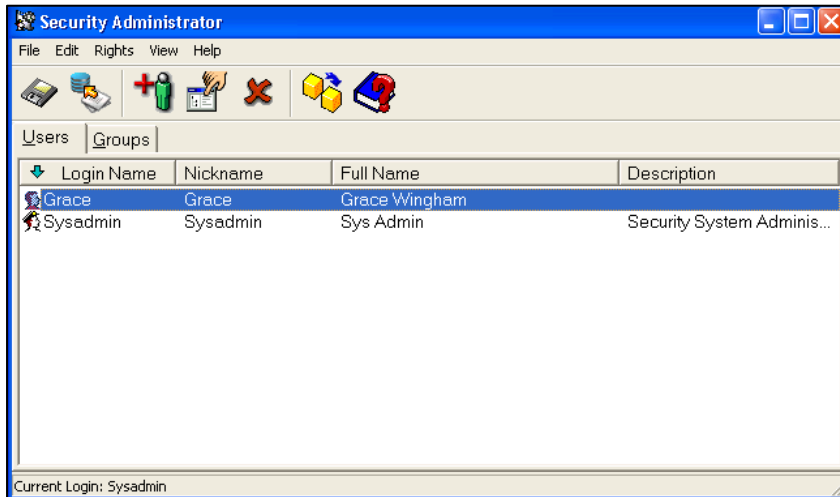 Security Administrator
File Edit Rights View Help
Users Groups
Login Name Nickname Full Name Description
Grace Grace Grace Wingham
Sysadmin Sysadmin Sys Admin Security System Adminis...
Current Login: Sysadmin